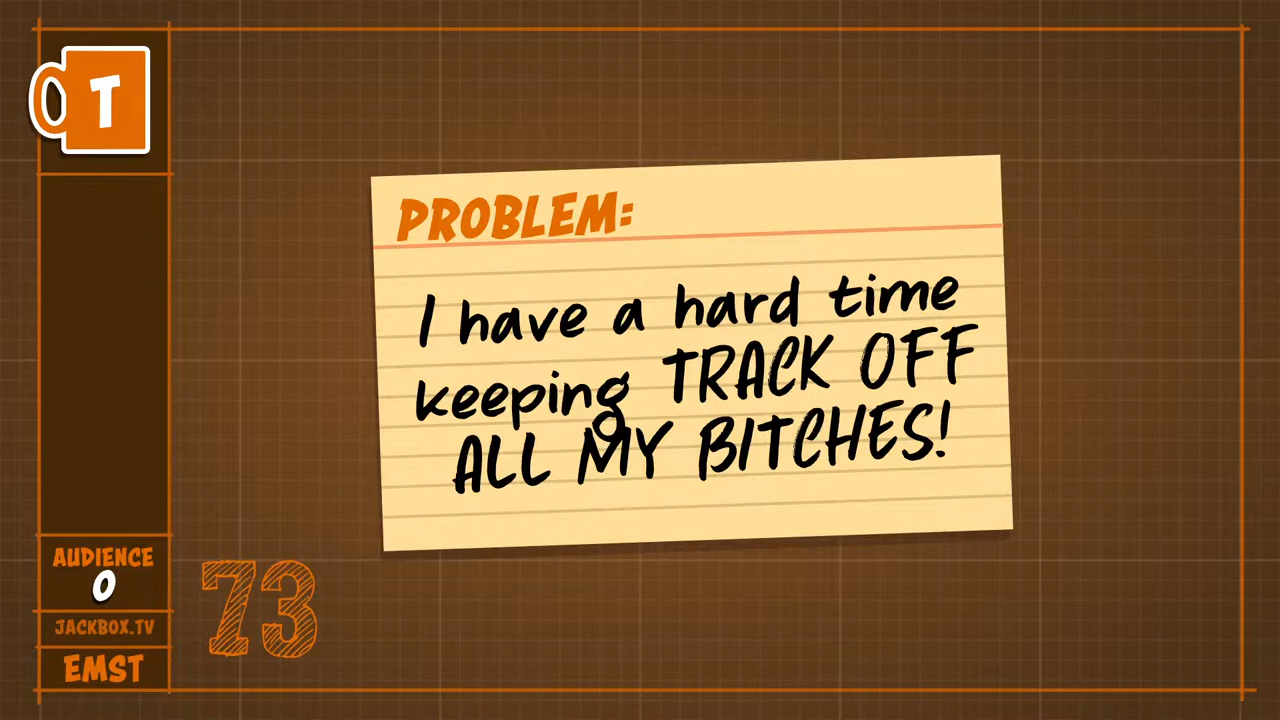 T
PROBLEM:
I have a hard time
keeping TRACK OFF
ALL MY BITCHES!
AUDIENCE
0
JACKBOX.TV
EMST
73